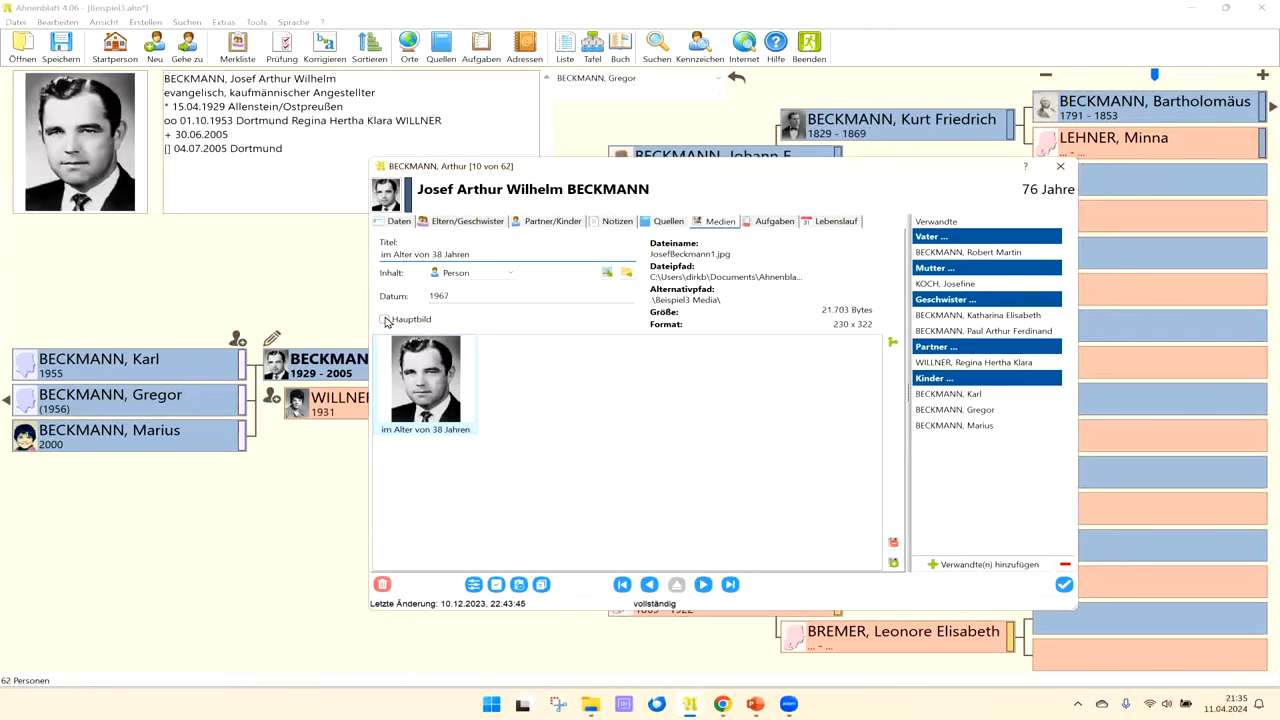 Ahnenblatt 4.06 - [Beispiel3.ahn*]
Datei Bearbeiten Ansicht Erstellen Suchen Extras Tools Sprache ?
Öffnen Speichern Startperson Neu Gehe zu Merkliste Prüfung Korrigieren Sortieren Orte Quellen Aufgaben Adressen Liste Tafel Buch Suchen Kennzeichen Internet Hilfe Beenden
BECKMANN, Josef Arthur Wilhelm
evangelisch, kaufmännischer Angestellter
* 15.04.1929 Allenstein/Ostpreußen
oo 01.10.1953 Dortmund Regina Hertha Klara WILLNER
+ 30.06.2005
[] 04.07.2005 Dortmund
BECKMANN, Gregor
BECKMANN, Kurt Friedrich
1829 - 1869
BECKMANN, Bartholomäus
1791 - 1853
LEHNER, Minna
... - ...
BECKMANN, Johann F
BECKMANN, Karl
1955
BECKMANN, Gregor
(1956)
BECKMANN, Marius
2000
BECKMAN
1929 - 2005
WILLNE
1931
BECKMANN, Arthur [10 von 62]
?
Josef Arthur Wilhelm BECKMANN
76 Jahre
Daten Eltern/Geschwister Partner/Kinder Notizen Quellen Medien Aufgaben Lebenslauf
Titel:
im Alter von 38 Jahren
Inhalt: Person
Datum: 1967
Hauptbild
Dateiname:
JosefBeckmann1.jpg
Dateipfad:
C:\Users\dirkb\Documents\Ahnenbla...
Alternativpfad:
.\Beispiel3 Media\
Größe: 21.703 Bytes
Format: 230 x 322
im Alter von 38 Jahren
Verwandte
Vater ...
BECKMANN, Robert Martin
Mutter ...
KOCH, Josefine
Geschwister ...
BECKMANN, Katharina Elisabeth
BECKMANN, Paul Arthur Ferdinand
Partner ...
WILLNER, Regina Hertha Klara
Kinder ...
BECKMANN, Karl
BECKMANN, Gregor
BECKMANN, Marius
Verwandte(n) hinzufügen
Letzte Änderung: 10.12.2023, 22:43:45
vollständig
BREMER, Leonore Elisabeth
... - ...
62 Personen
zoom
21:35
11.04.2024